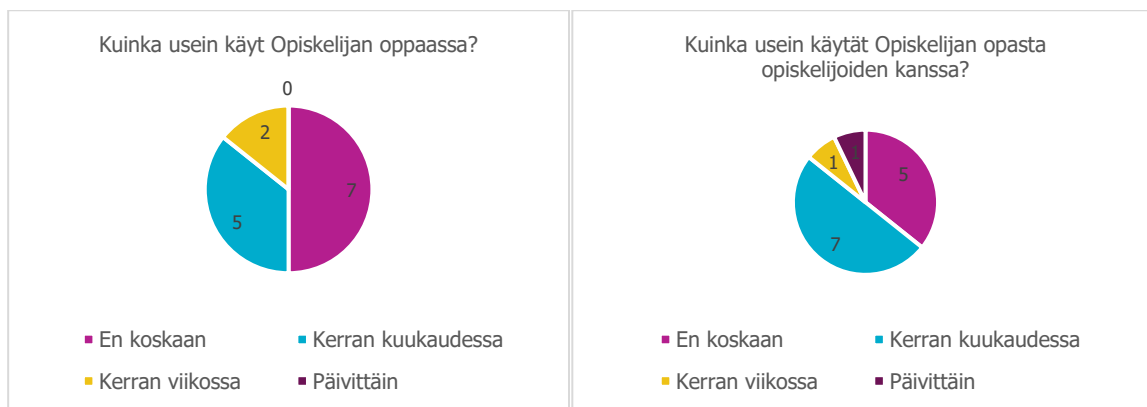 Kuinka usein käyt Opiskelijan oppaassa?
0
2
7
5
En koskaan
Kerran kuukaudessa
Kerran viikossa
Päivittäin
Kuinka usein käytät Opiskelijan opasta
opiskelijoiden kanssa?
1
5
7
En koskaan
Kerran kuukaudessa
Kerran viikossa
Päivittäin